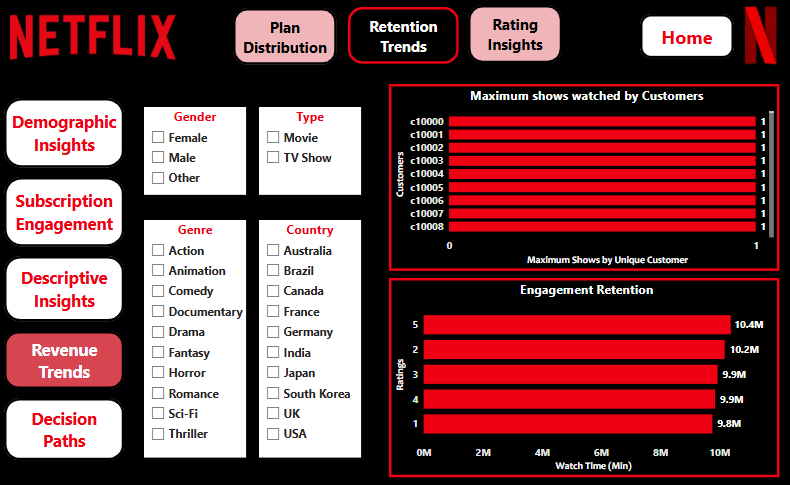 NETFLIX
Plan
Distribution
Retention
Trends
Rating
Insights
Home
N
Demographic
Insights
Subscription
Engagement
Descriptive
Insights
Revenue
Trends
Decision
Paths
Gender
Female
Male
Other
Type
Movie
TV Show
Genre
Action
Animation
Comedy
Documentary
Drama
Fantasy
Horror
Romance
Sci-Fi
Thriller
Country
Australia
Brazil
Canada
France
Germany
India
Japan
South Korea
UK
USA
Maximum shows watched by Customers
Customers
c10000 1
c10001 1
c10002 1
c10003 1
c10004 1
c10005 1
c10006 1
c10007 1
c10008 1
0 1
Maximum Shows by Unique Customer
Engagement Retention
Ratings
5 10.4M
2 10.2M
3 9.9M
4 9.9M
1 9.8M
0M 2M 4M 6M 8M 10M
Watch Time (Min)